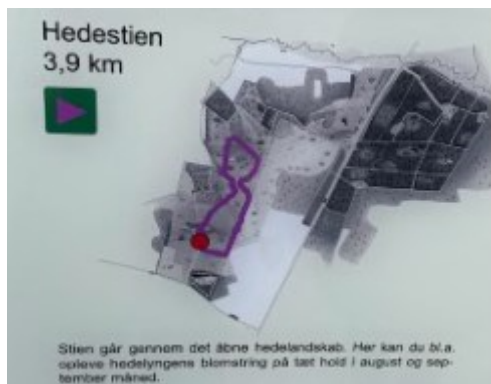 Hedestien
3,9 km
Stien går gennem det åbne hedelandskab. Her kan du bl.a.
opleve hedelyngens blomstring på tæt hold i august og sep-
tember måned.